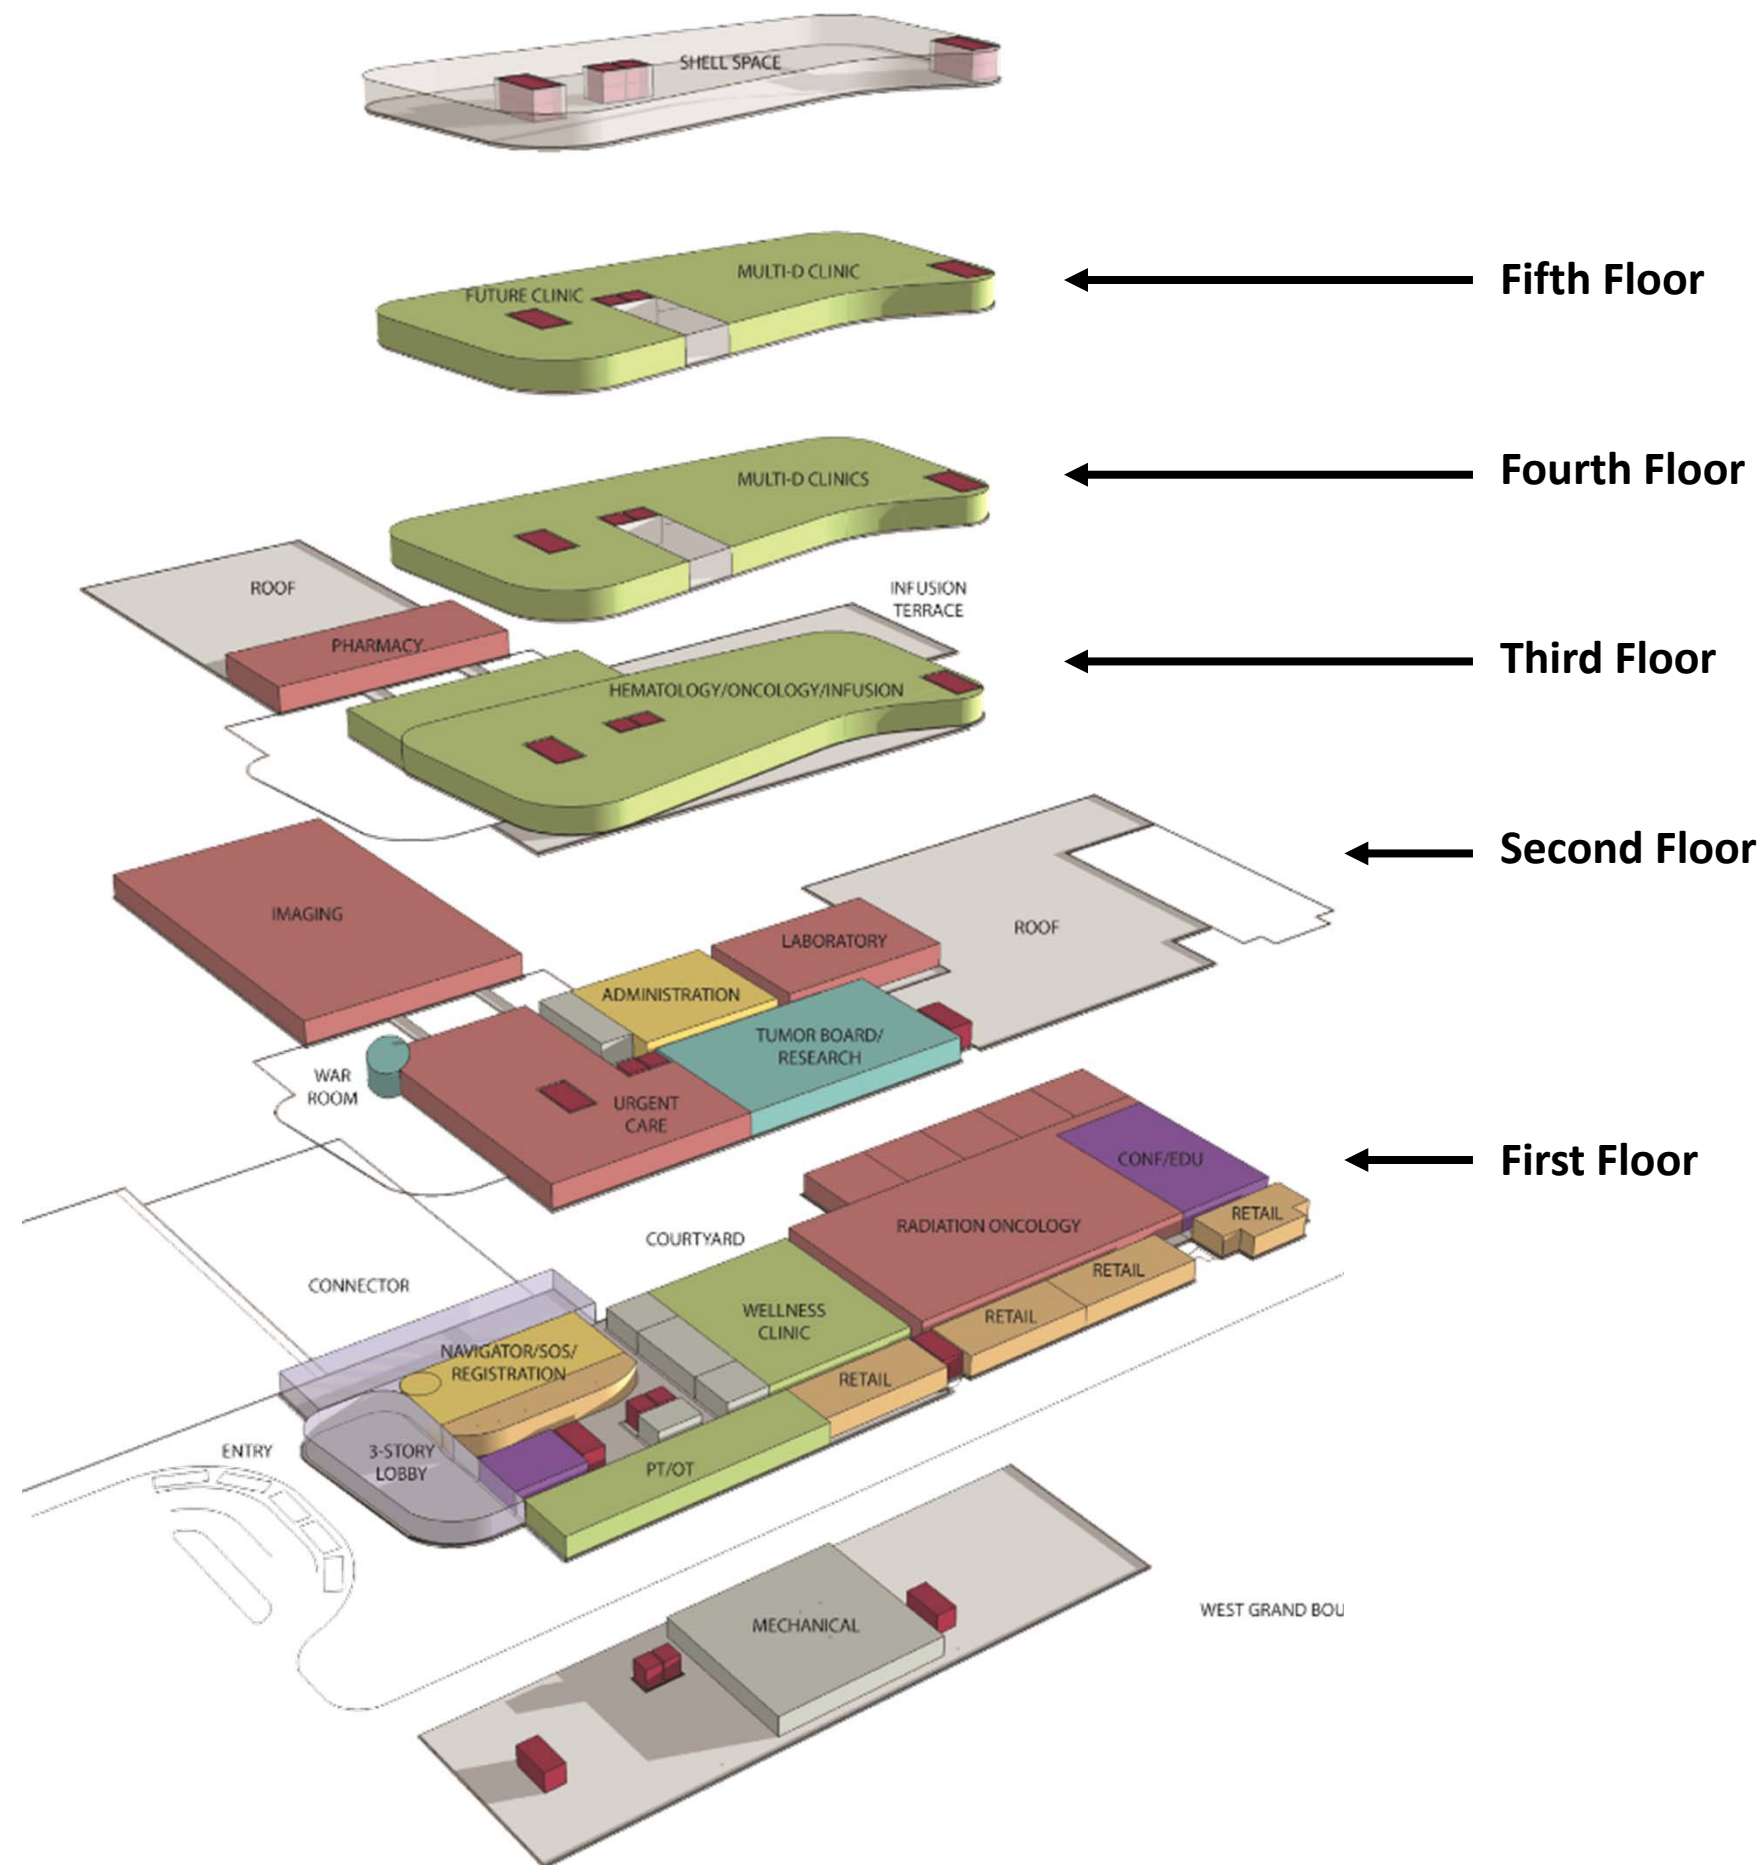 SHELL SPACE
MULTI-D CLINIC
FUTURE CLINIC
Fifth Floor
MULTI-D CLINICS
Fourth Floor
ROOF
INFUSION
TERRACE
PHARMACY
HEMATOLOGY/ONCOLOGY/INFUSION
Third Floor
Second Floor
IMAGING
LABORATORY
ROOF
ADMINISTRATION
TUMOR BOARD/
RESEARCH
WAR
ROOM
URGENT
CARE
First Floor
CONF/EDU
RETAIL
RADIATION ONCOLOGY
COURTYARD
RETAIL
CONNECTOR
WELLNESS
CLINIC
RETAIL
NAVIGATOR/SOS/
REGISTRATION
RETAIL
ENTRY
3-STORY
LOBBY
PT/OT
MECHANICAL
WEST GRAND BOU